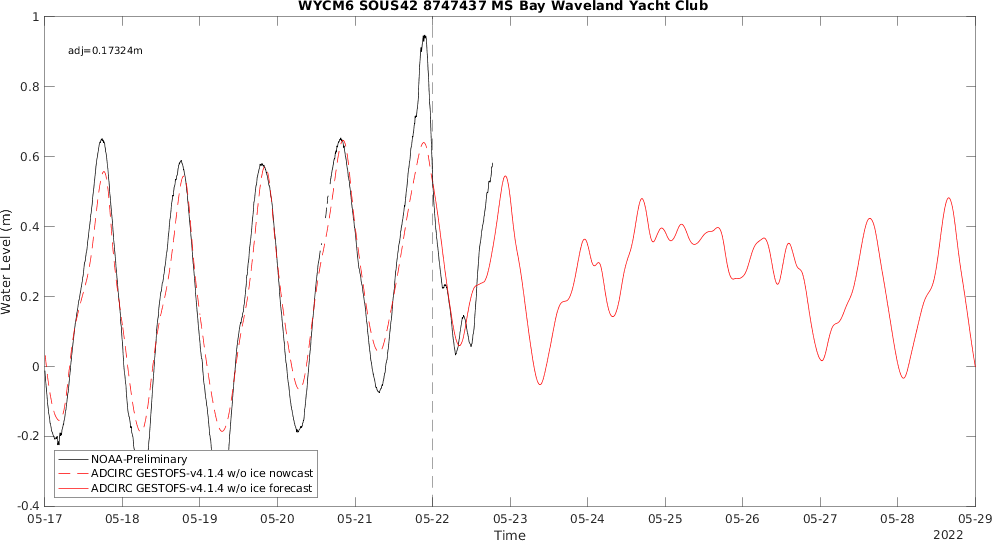 WYCM6 SOUS42 8747437 MS Bay Waveland Yacht Club
adj=0.17324m
Water Level (m)
1
0.8
0.6
0.4
0.2
0
-0.2
-0.4
NOAA-Preliminary
ADCIRC GESTOFS-v4.1.4 w/o ice nowcast
ADCIRC GESTOFS-v4.1.4 w/o ice forecast
05-17 05-18 05-19 05-20 05-21 05-22 05-23 05-24 05-25 05-26 05-27 05-28 05-29
Time
2022